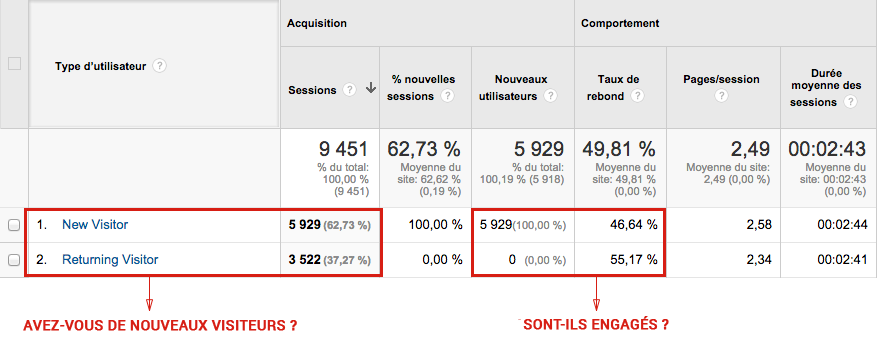 Acquisition Comportement
Type d'utilisateur ?
Sessions ? % nouvelles sessions ? Nouveaux utilisateurs ? Taux de rebond ? Pages/session ? Durée moyenne des sessions ?
9 451 62,73 % 5 929 49,81 % 2,49 00:02:43
% du total: 100,00 % (9 451) Moyenne du site: 62,62 % (0,19 %) % du total: 100,19 % (5 918) Moyenne du site: 49,81 % (0,00 %) Moyenne du site: 2,49 (0,00 %) Moyenne du site: 00:02:43 (0,00 %)
1. New Visitor 5 929 (62,73 %) 100,00 % 5 929(100,00 %) 46,64 % 2,58 00:02:44
2. Returning Visitor 3 522 (37,27 %) 0,00 % 0 (0,00 %) 55,17 % 2,34 00:02:41
AVEZ-VOUS DE NOUVEAUX VISITEURS ? SONT-ILS ENGAGÉS ?